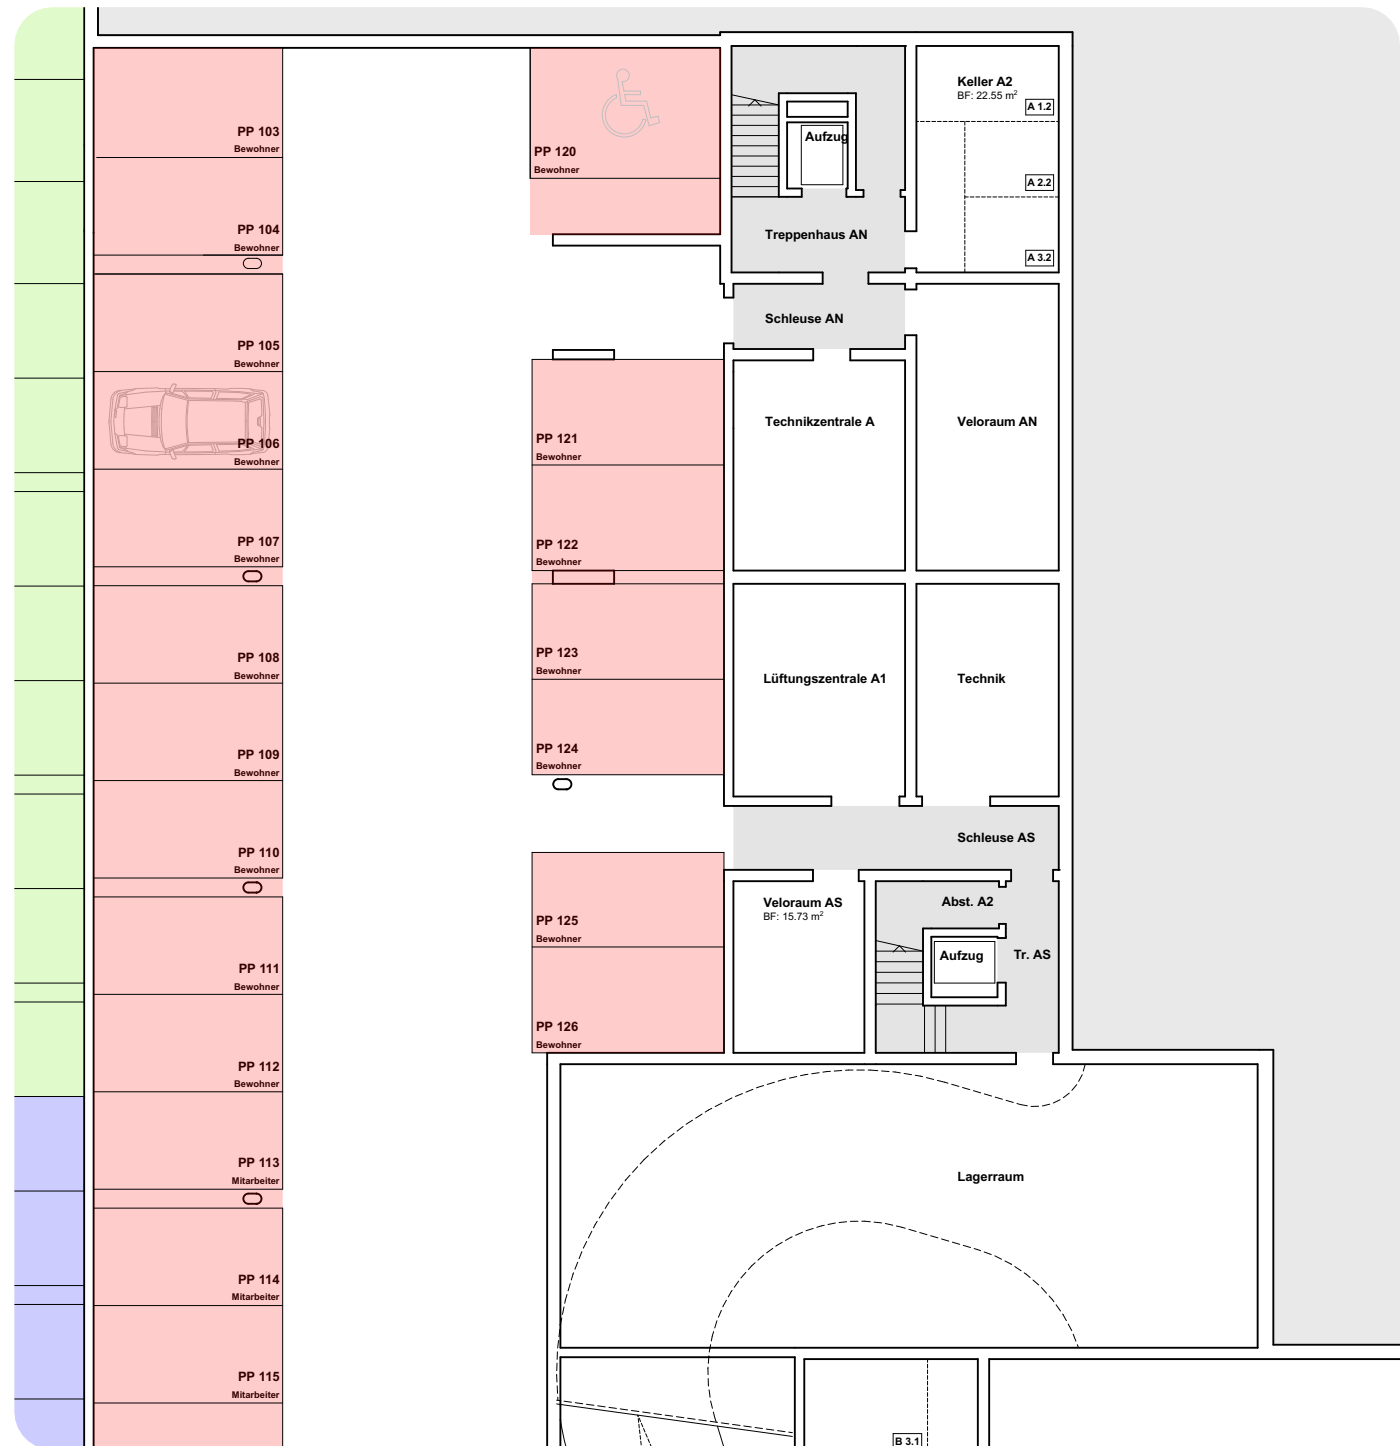 PP 103
Bewohner
PP 104
Bewohner
PP 105
Bewohner
PP 106
Bewohner
PP 107
Bewohner
PP 108
Bewohner
PP 109
Bewohner
PP 110
Bewohner
PP 111
Bewohner
PP 112
Bewohner
PP 113
Mitarbeiter
PP 114
Mitarbeiter
PP 115
Mitarbeiter
PP 120
Bewohner
PP 121
Bewohner
PP 122
Bewohner
PP 123
Bewohner
PP 124
Bewohner
PP 125
Bewohner
PP 126
Bewohner
Aufzug
Treppenhaus AN
Schleuse AN
Keller A2
BF: 22.55 m²
A 1.2
A 2.2
A 3.2
Technikzentrale A
Veloraum AN
Lüftungszentrale A1
Technik
Schleuse AS
Veloraum AS
BF: 15.73 m²
Abst. A2
Aufzug
Tr. AS
Lagerraum
B 3.1